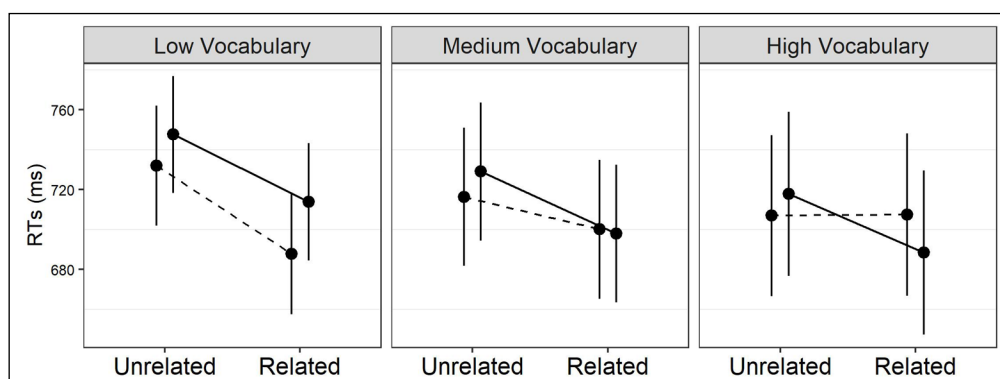 Low Vocabulary
Medium Vocabulary
High Vocabulary
RTs (ms)
760
720
680
Unrelated Related
Unrelated Related
Unrelated Related